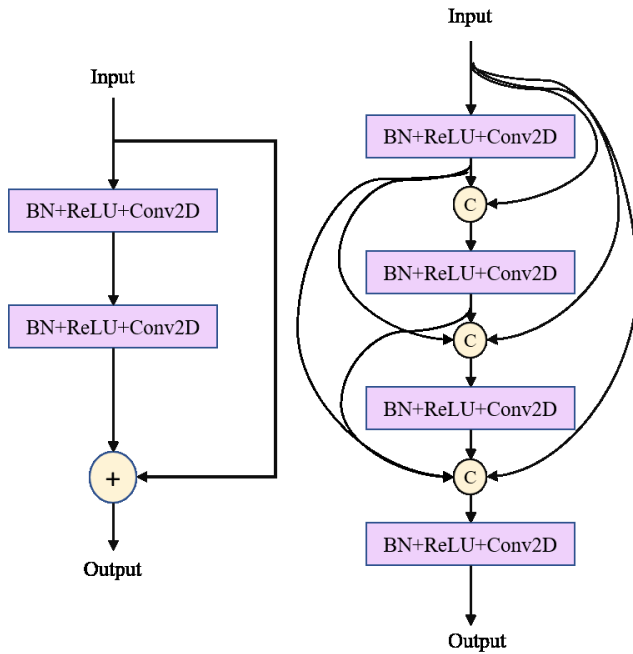 Input
BN+ReLU+Conv2D
BN+ReLU+Conv2D
+
Output
Input
BN+ReLU+Conv2D
C
BN+ReLU+Conv2D
C
BN+ReLU+Conv2D
C
BN+ReLU+Conv2D
Output